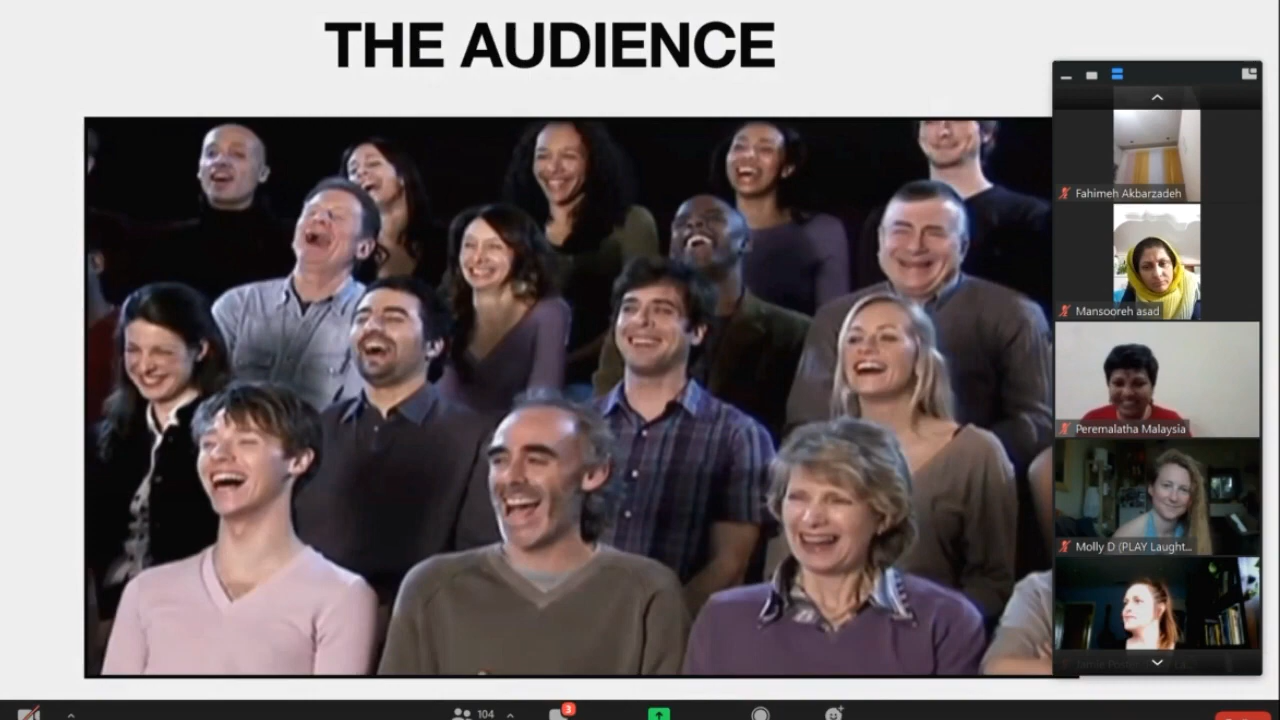 THE AUDIENCE
Fahimeh Akbarzadeh
Mansooreh asad
Peremalatha Malaysia
Molly D (PLAY Laught...
104
3